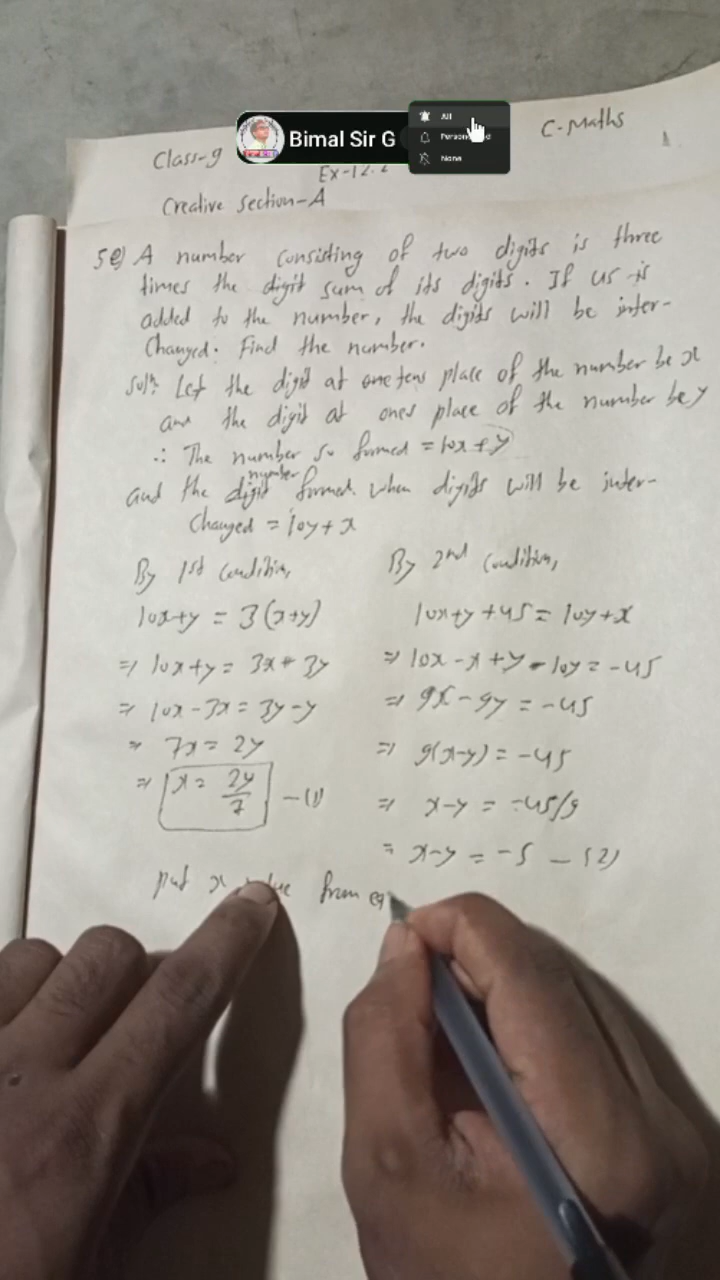 Bimal Sir G
All
None
Class-9
C-Maths
Ex-12.2
Creative Section-A
5 e) A number consisting of two digits is three
times the digit sum of its digits. If 45 is
added to the number, the digits will be inter-
changed. Find the number.
Solⁿ: Let the digit at tens place of the number be x
and the digit at ones place of the number be y
∴ The number so formed = 10x+y
number
and the digit formed when digits will be inter-
changed = 10y+x
By 1st condition,
10x+y = 3(x+y)
⇒ 10x+y = 3x+3y
⇒ 10x-3x = 3y-y
⇒ 7x = 2y
⇒ x = 2y/7 —(1)
By 2nd condition,
10x+y+45 = 10y+x
⇒ 10x-x+y-10y = -45
⇒ 9x-9y = -45
⇒ 9(x-y) = -45
⇒ x-y = -45/9
= x-y = -5 —(2)
put x value from eq